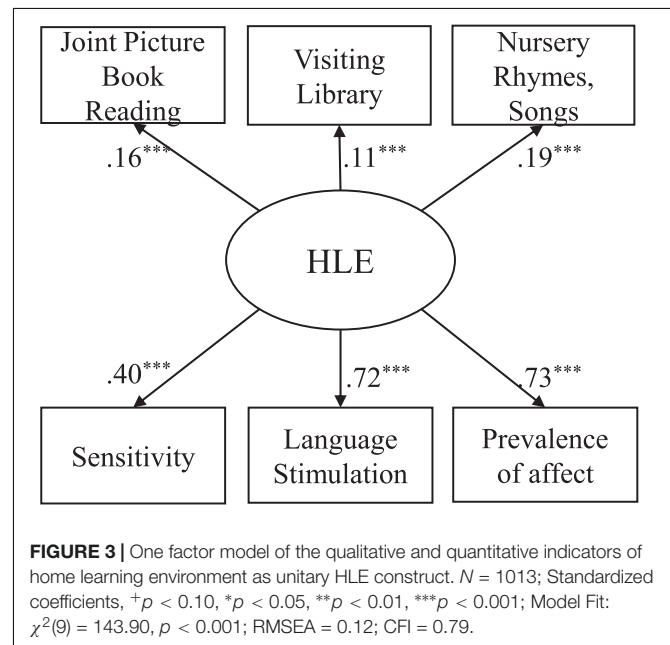 Joint Picture
Book
Reading
Visiting
Library
Nursery
Rhymes,
Songs
.16***
.11***
.19***
HLE
.40***
.72***
.73***
Sensitivity
Language
Stimulation
Prevalence
of affect
FIGURE 3 | One factor model of the qualitative and quantitative indicators of
home learning environment as unitary HLE construct. N = 1013; Standardized
coefficients, +p < 0.10, *p < 0.05, **p < 0.01, ***p < 0.001; Model Fit:
χ²(9) = 143.90, p < 0.001; RMSEA = 0.12; CFI = 0.79.